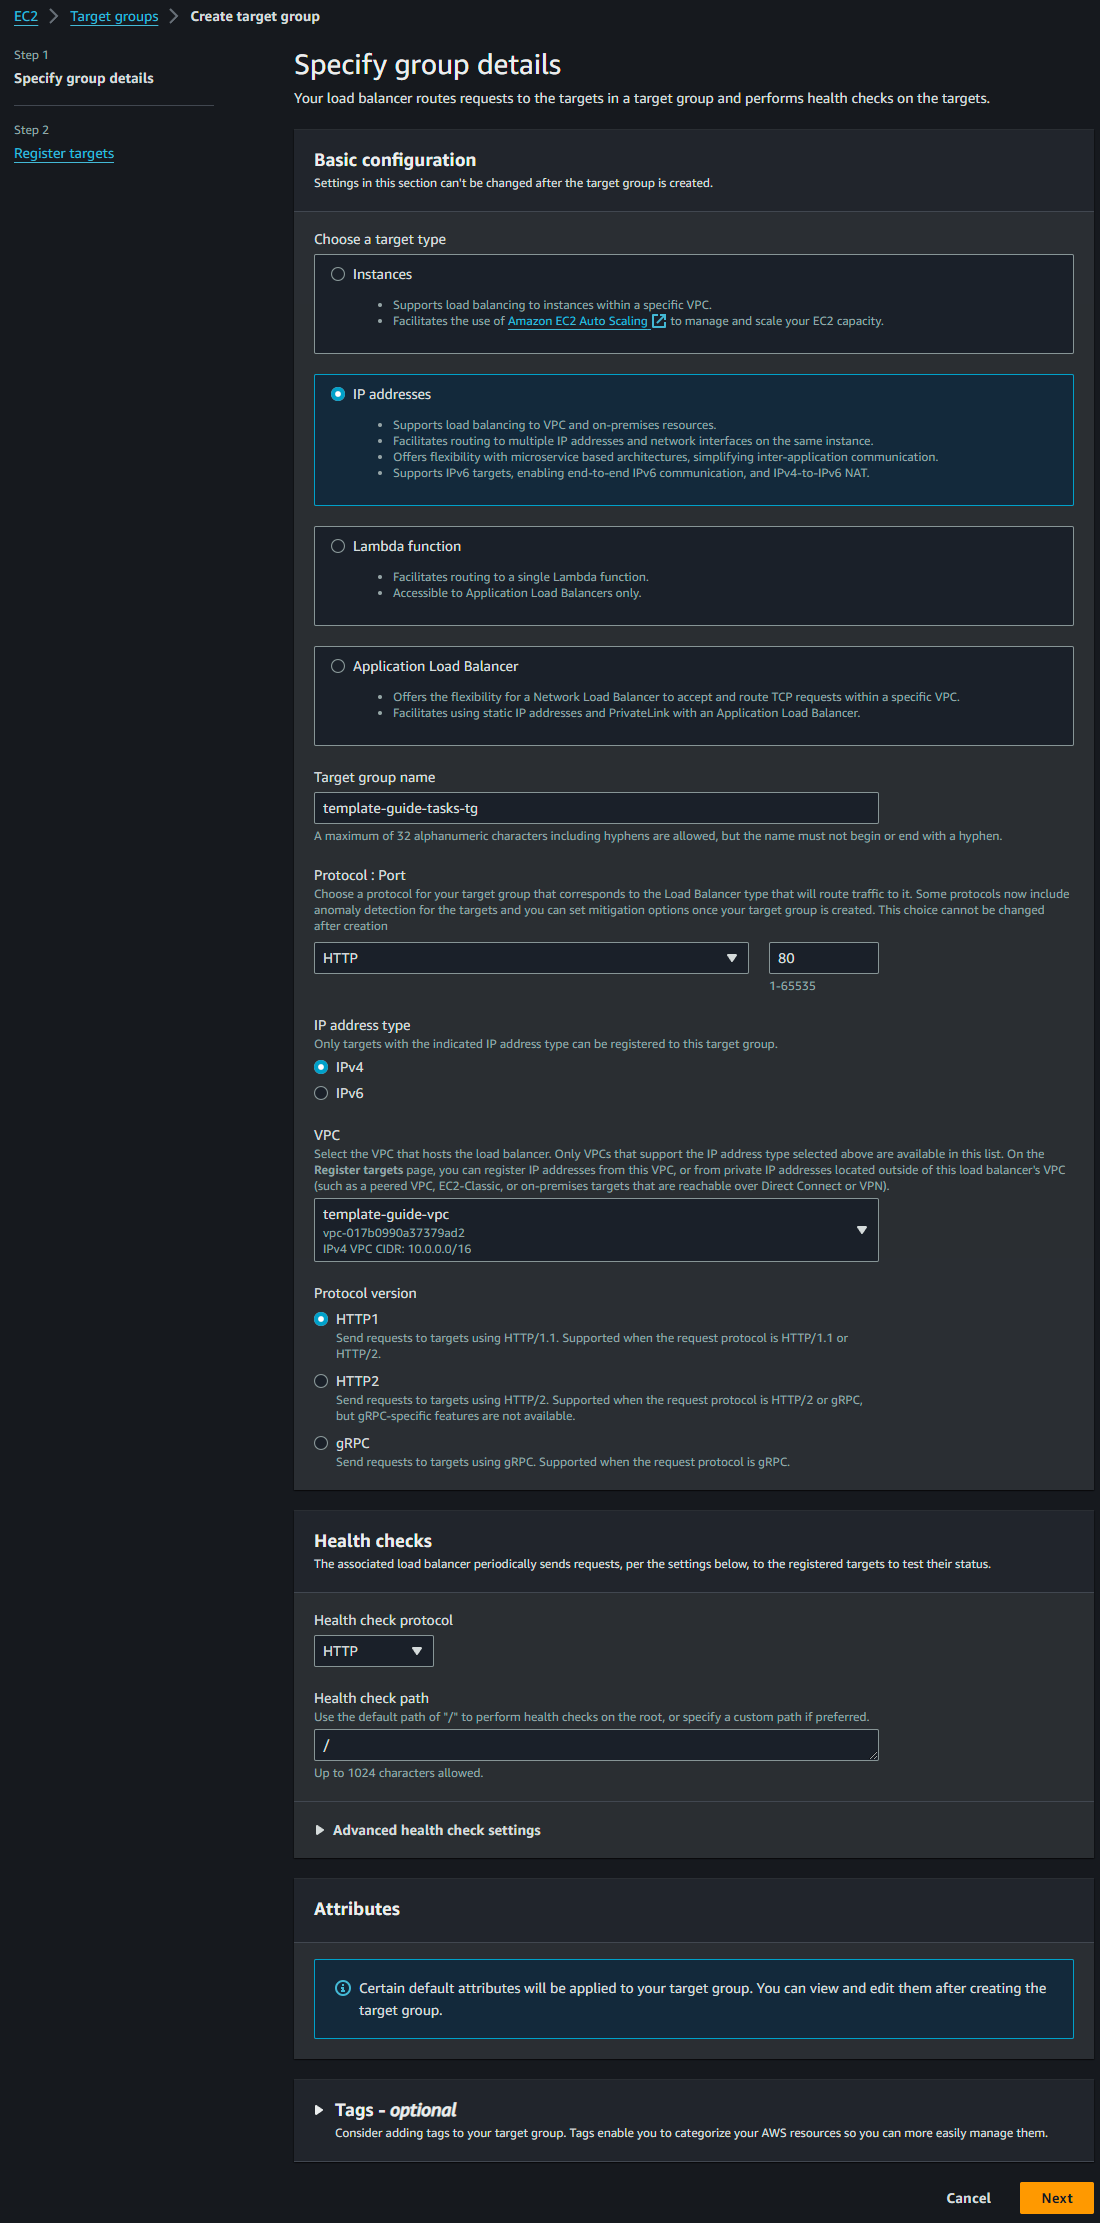 EC2 > Target groups > Create target group
Step 1
Specify group details
Step 2
Register targets
Specify group details
Your load balancer routes requests to the targets in a target group and performs health checks on the targets.
Basic configuration
Settings in this section can't be changed after the target group is created.
Choose a target type
Instances
• Supports load balancing to instances within a specific VPC.
• Facilitates the use of Amazon EC2 Auto Scaling to manage and scale your EC2 capacity.
IP addresses
• Supports load balancing to VPC and on-premises resources.
• Facilitates routing to multiple IP addresses and network interfaces on the same instance.
• Offers flexibility with microservice based architectures, simplifying inter-application communication.
• Supports IPv6 targets, enabling end-to-end IPv6 communication, and IPv4-to-IPv6 NAT.
Lambda function
• Facilitates routing to a single Lambda function.
• Accessible to Application Load Balancers only.
Application Load Balancer
• Offers the flexibility for a Network Load Balancer to accept and route TCP requests within a specific VPC.
• Facilitates using static IP addresses and PrivateLink with an Application Load Balancer.
Target group name
template-guide-tasks-tg
A maximum of 32 alphanumeric characters including hyphens are allowed, but the name must not begin or end with a hyphen.
Protocol : Port
Choose a protocol for your target group that corresponds to the Load Balancer type that will route traffic to it. Some protocols now include
anomaly detection for the targets and you can set mitigation options once your target group is created. This choice cannot be changed
after creation
HTTP 80
1-65535
IP address type
Only targets with the indicated IP address type can be registered to this target group.
IPv4
IPv6
VPC
Select the VPC that hosts the load balancer. Only VPCs that support the IP address type selected above are available in this list. On the
Register targets page, you can register IP addresses from this VPC, or from private IP addresses located outside of this load balancer's VPC
(such as a peered VPC, EC2-Classic, or on-premises targets that are reachable over Direct Connect or VPN).
template-guide-vpc
vpc-017b0990a37379ad2
IPv4 VPC CIDR: 10.0.0.0/16
Protocol version
HTTP1
Send requests to targets using HTTP/1.1. Supported when the request protocol is HTTP/1.1 or
HTTP/2.
HTTP2
Send requests to targets using HTTP/2. Supported when the request protocol is HTTP/2 or gRPC,
but gRPC-specific features are not available.
gRPC
Send requests to targets using gRPC. Supported when the request protocol is gRPC.
Health checks
The associated load balancer periodically sends requests, per the settings below, to the registered targets to test their status.
Health check protocol
HTTP
Health check path
Use the default path of "/" to perform health checks on the root, or specify a custom path if preferred.
/
Up to 1024 characters allowed.
Advanced health check settings
Attributes
Certain default attributes will be applied to your target group. You can view and edit them after creating the
target group.
Tags - optional
Consider adding tags to your target group. Tags enable you to categorize your AWS resources so you can more easily manage them.
Cancel Next